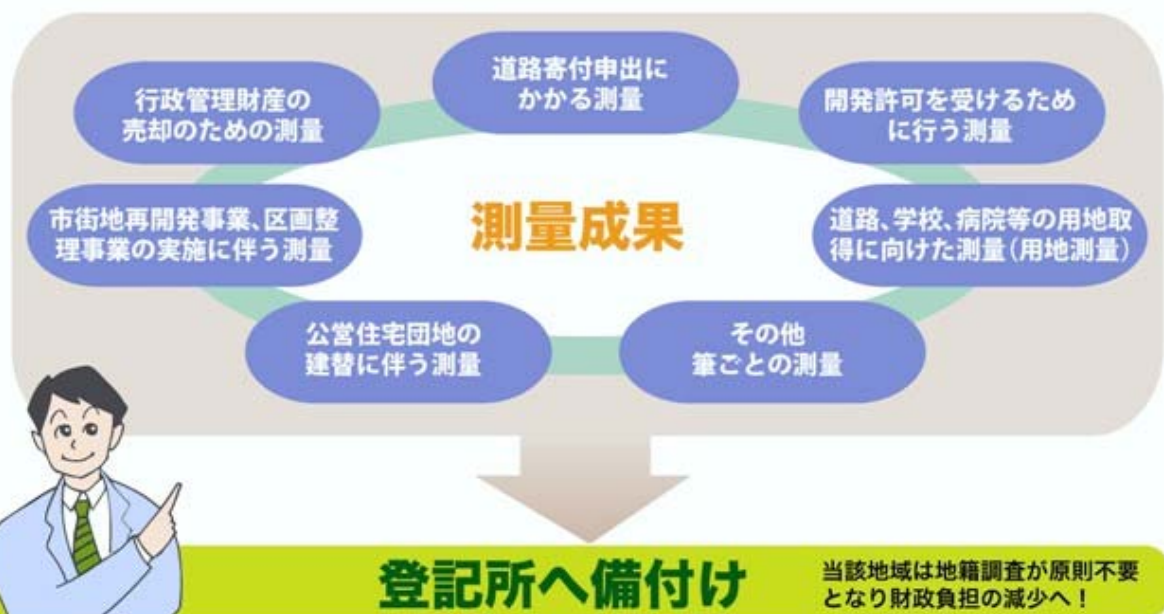 道路寄付申出に
かかる測量
行政管理財産の
売却のための測量
開発許可を受けるため
に行う測量
市街地再開発事業、区画整
理事業の実施に伴う測量
測量成果
道路、学校、病院等の用地取
得に向けた測量(用地測量)
公営住宅団地の
建替に伴う測量
その他
筆ごとの測量
登記所へ備付け
当該地域は地籍調査が原則不要
となり財政負担の減少へ！